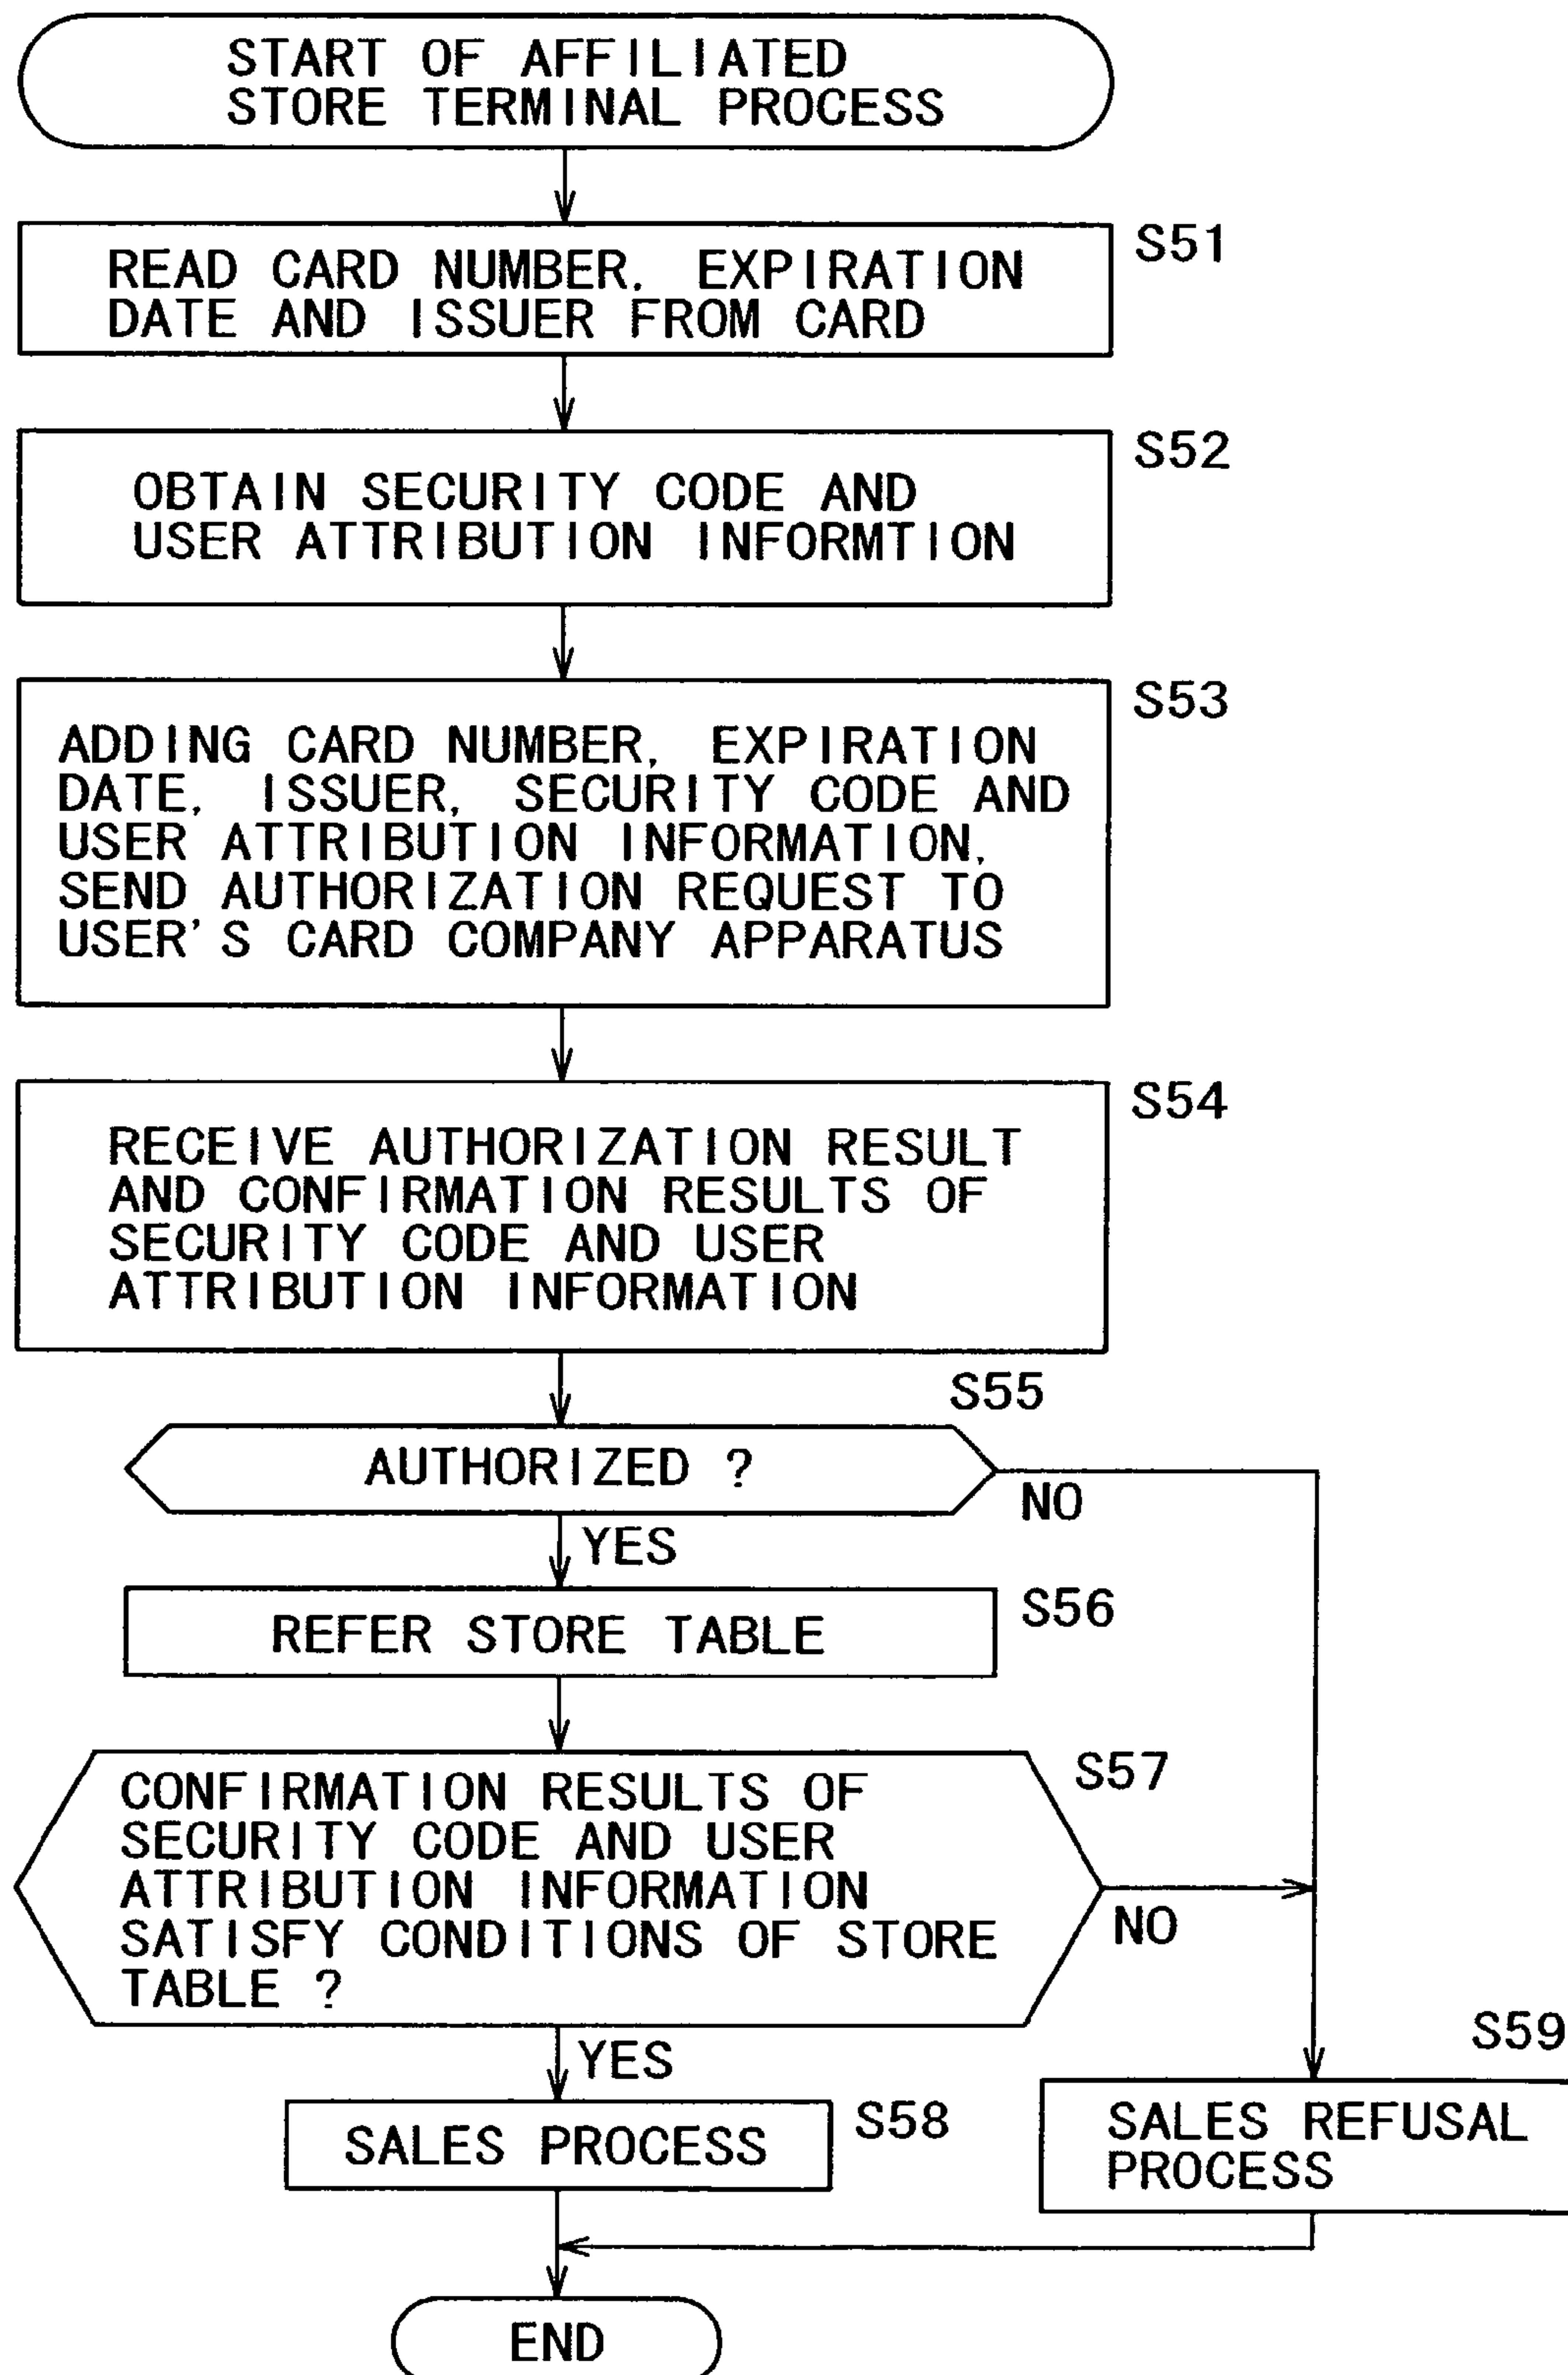 START OF AFFILIATED
STORE TERMINAL PROCESS
S51
READ CARD NUMBER, EXPIRATION
DATE AND ISSUER FROM CARD
S52
OBTAIN SECURITY CODE AND
USER ATTRIBUTION INFORMTION
S53
ADDING CARD NUMBER, EXPIRATION
DATE, ISSUER, SECURITY CODE AND
USER ATTRIBUTION INFORMATION,
SEND AUTHORIZATION REQUEST TO
USER'S CARD COMPANY APPARATUS
S54
RECEIVE AUTHORIZATION RESULT
AND CONFIRMATION RESULTS OF
SECURITY CODE AND USER
ATTRIBUTION INFORMATION
S55
AUTHORIZED ?
NO
YES
S56
REFER STORE TABLE
S57
CONFIRMATION RESULTS OF
SECURITY CODE AND USER
ATTRIBUTION INFORMATION
SATISFY CONDITIONS OF STORE
TABLE ?
NO
YES
S58
SALES PROCESS
S59
SALES REFUSAL
PROCESS
END